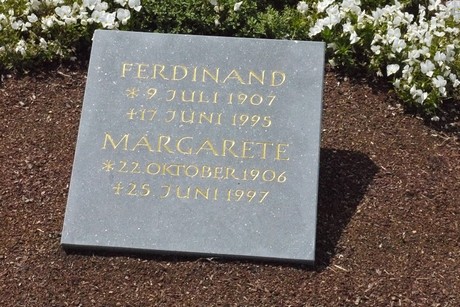 FERDINAND
* 9 JULI 1907
† 17 JUNI 1995
MARGARETE
* 22. OKTOBER 1906
† 25. JUNI 1997